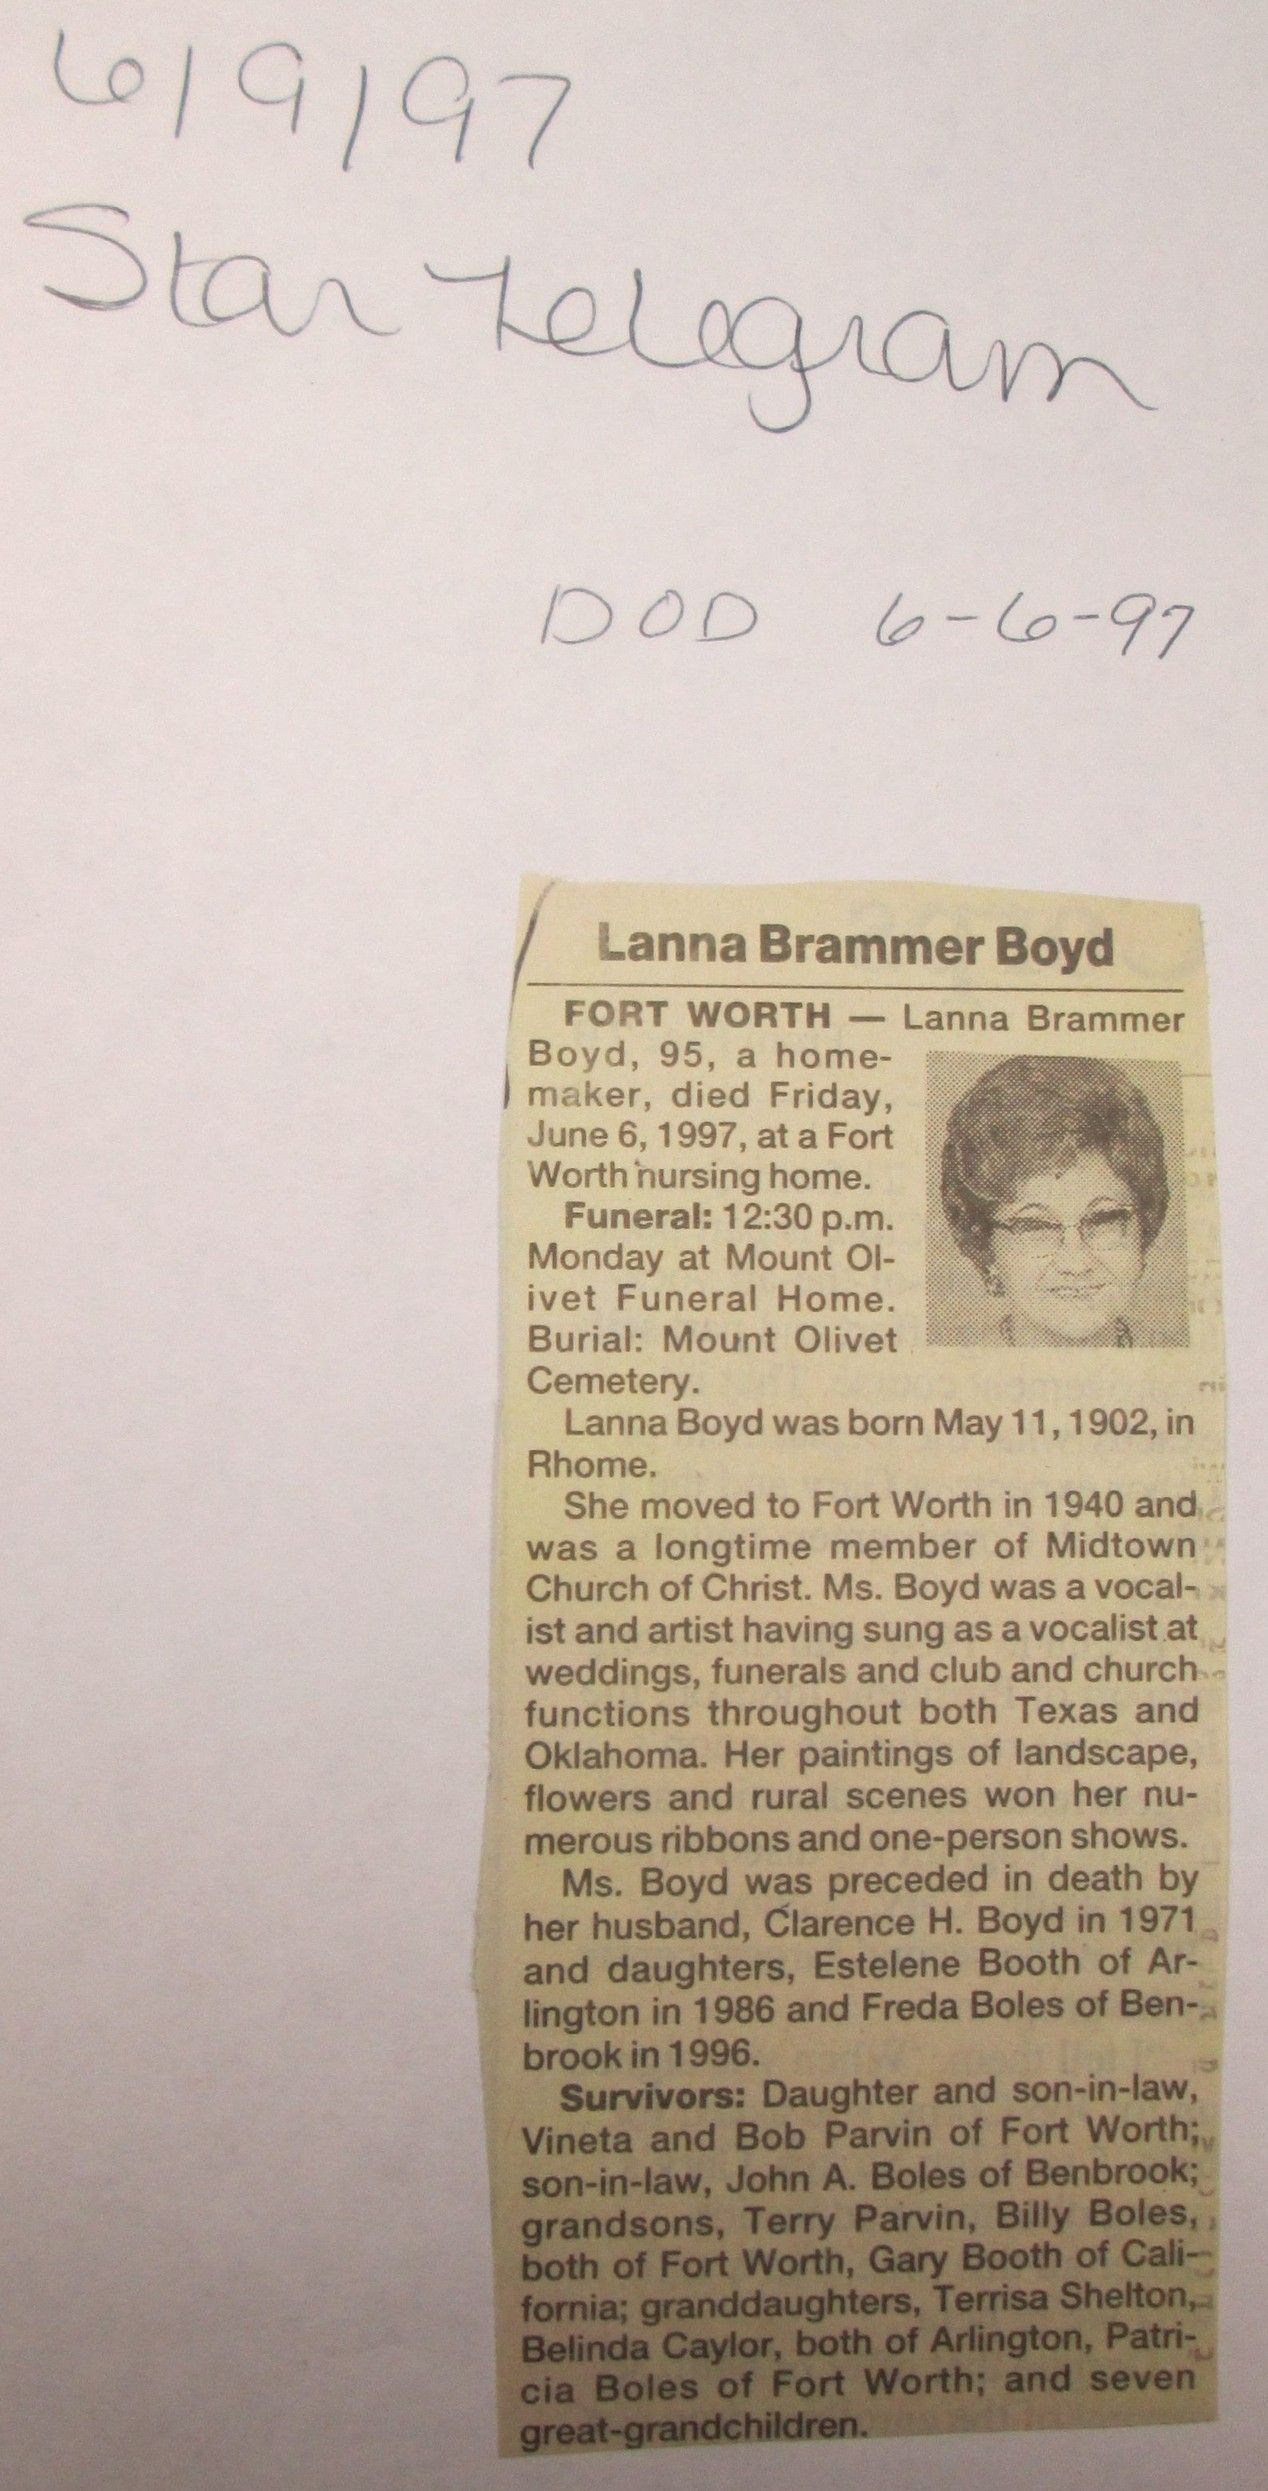 6/9/97
Star Telegram
DOD 6-6-97
Lanna Brammer Boyd
FORT WORTH — Lanna Brammer
Boyd, 95, a home-
maker, died Friday,
June 6, 1997, at a Fort
Worth nursing home.
Funeral: 12:30 p.m.
Monday at Mount Ol-
ivet Funeral Home.
Burial: Mount Olivet
Cemetery.
Lanna Boyd was born May 11, 1902, in
Rhome.
She moved to Fort Worth in 1940 and
was a longtime member of Midtown
Church of Christ. Ms. Boyd was a vocal-
ist and artist having sung as a vocalist at
weddings, funerals and club and church
functions throughout both Texas and
Oklahoma. Her paintings of landscape,
flowers and rural scenes won her nu-
merous ribbons and one-person shows.
Ms. Boyd was preceded in death by
her husband, Clarence H. Boyd in 1971
and daughters, Estelene Booth of Ar-
lington in 1986 and Freda Boles of Ben-
brook in 1996.
Survivors: Daughter and son-in-law,
Vineta and Bob Parvin of Fort Worth;
son-in-law, John A. Boles of Benbrook;
grandsons, Terry Parvin, Billy Boles,
both of Fort Worth, Gary Booth of Cali-
fornia; granddaughters, Terrisa Shelton,
Belinda Caylor, both of Arlington, Patri-
cia Boles of Fort Worth; and seven
great-grandchildren.